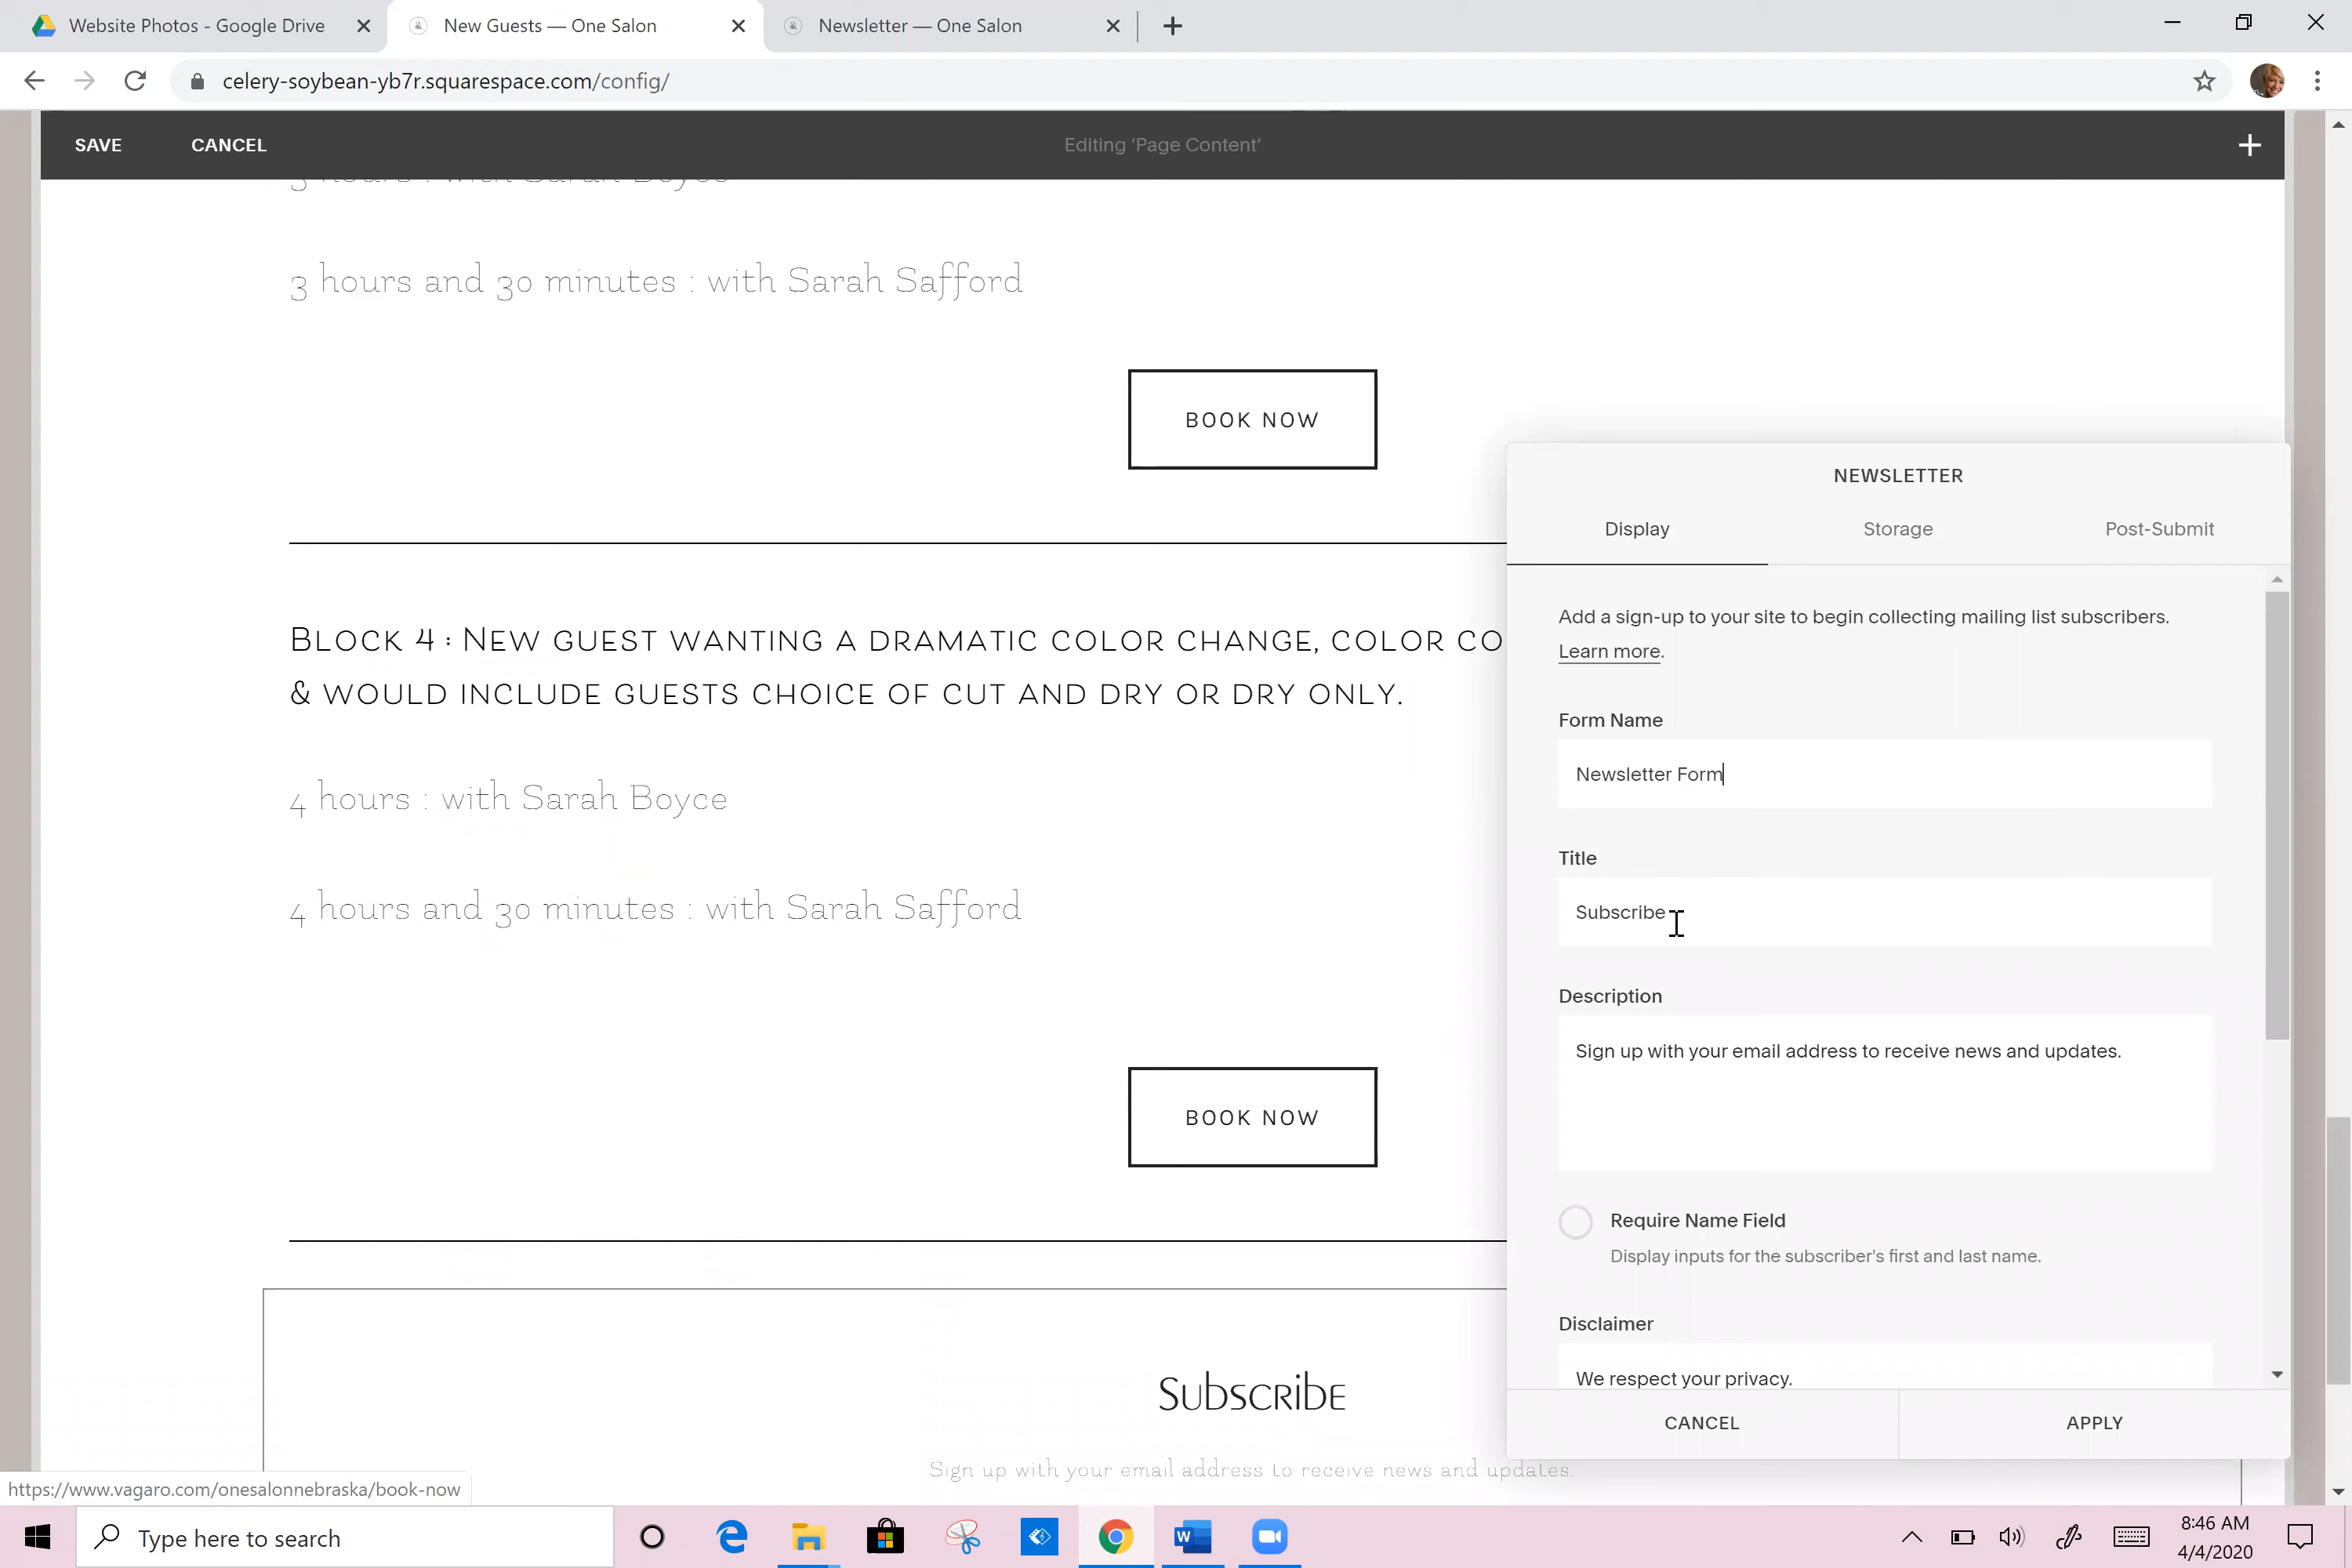 Website Photos - Google Drive
New Guests — One Salon
Newsletter — One Salon
celery-soybean-yb7r.squarespace.com/config/
SAVE
CANCEL
Editing 'Page Content'
3 hours : with Sarah Boyce
3 hours and 30 minutes : with Sarah Safford
BOOK NOW
Block 4 : New guest wanting a dramatic color change, color co
& would include guests choice of cut and dry or dry only.
4 hours : with Sarah Boyce
4 hours and 30 minutes : with Sarah Safford
BOOK NOW
Subscribe
Sign up with your email address to receive news and updates.
NEWSLETTER
Display
Storage
Post-Submit
Add a sign-up to your site to begin collecting mailing list subscribers.
Learn more.
Form Name
Newsletter Form
Title
Subscribe
Description
Sign up with your email address to receive news and updates.
Require Name Field
Display inputs for the subscriber's first and last name.
Disclaimer
We respect your privacy.
CANCEL
APPLY
https://www.vagaro.com/onesalonnebraska/book-now
Type here to search
8:46 AM
4/4/2020